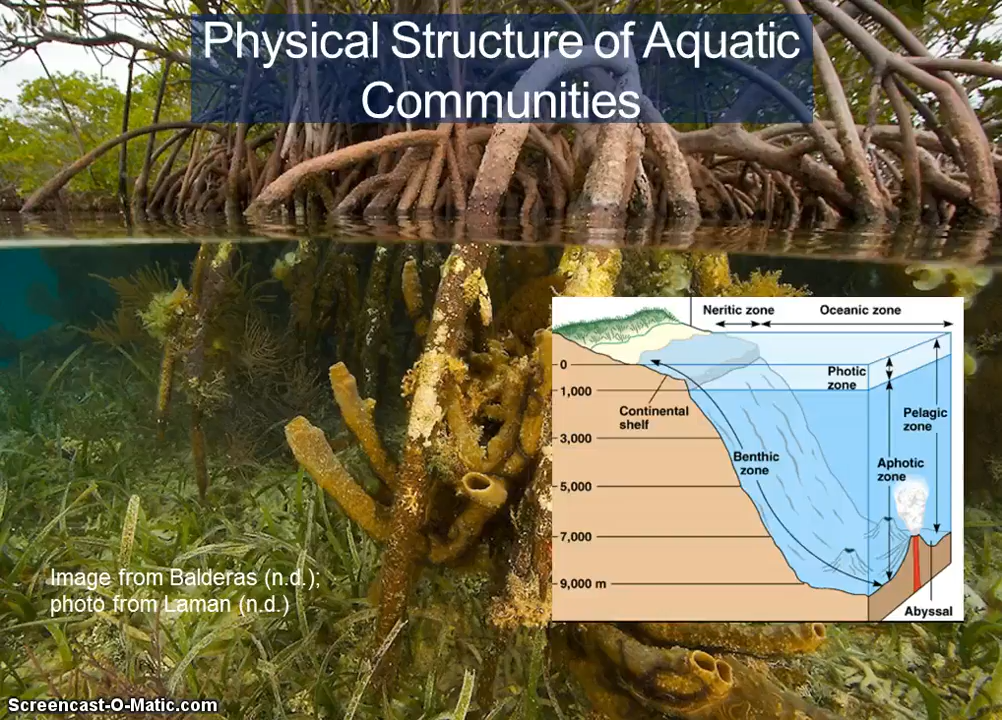 MAN
Physical Structure of Aquatic
Communities
Neritic zone
Oceanic zone
0
Photic
zone
1,000
Continental
shelf
Pelagic
zone
3,000
Benthic
zone
Aphotic
zone
5,000
7,000
9,000 m
Abyssal
Image from Balderas (n.d.);
photo from Laman (n.d.)
Screencast-O-Matic.com